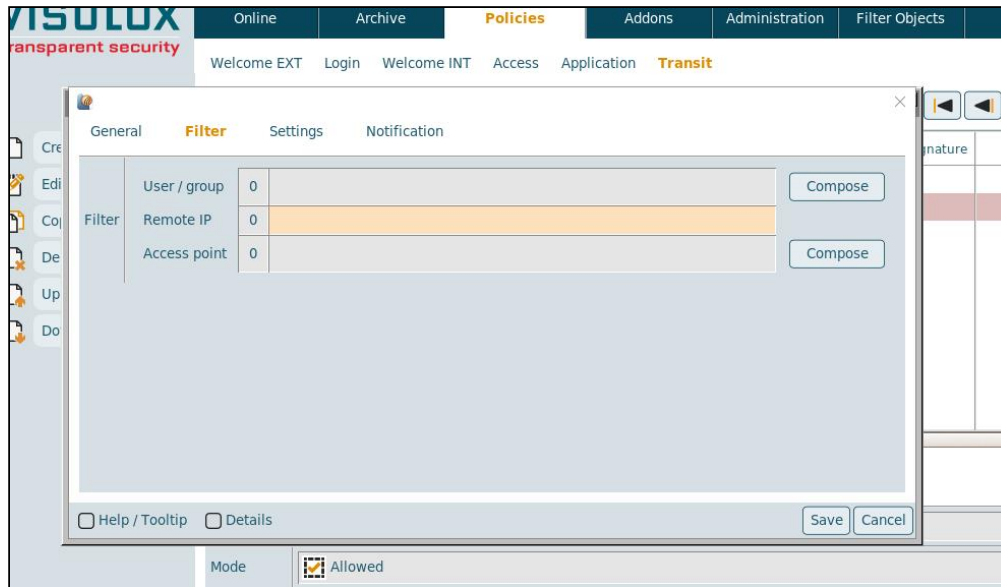 VISULUX
ransparent security
Online Archive Policies Addons Administration Filter Objects
Welcome EXT Login Welcome INT Access Application Transit
General Filter Settings Notification
Cre
Edi
Co
De
Up
Do
nature
Filter
User / group 0 Compose
Remote IP 0
Access point 0 Compose
Help / Tooltip Details Save Cancel
Mode Allowed